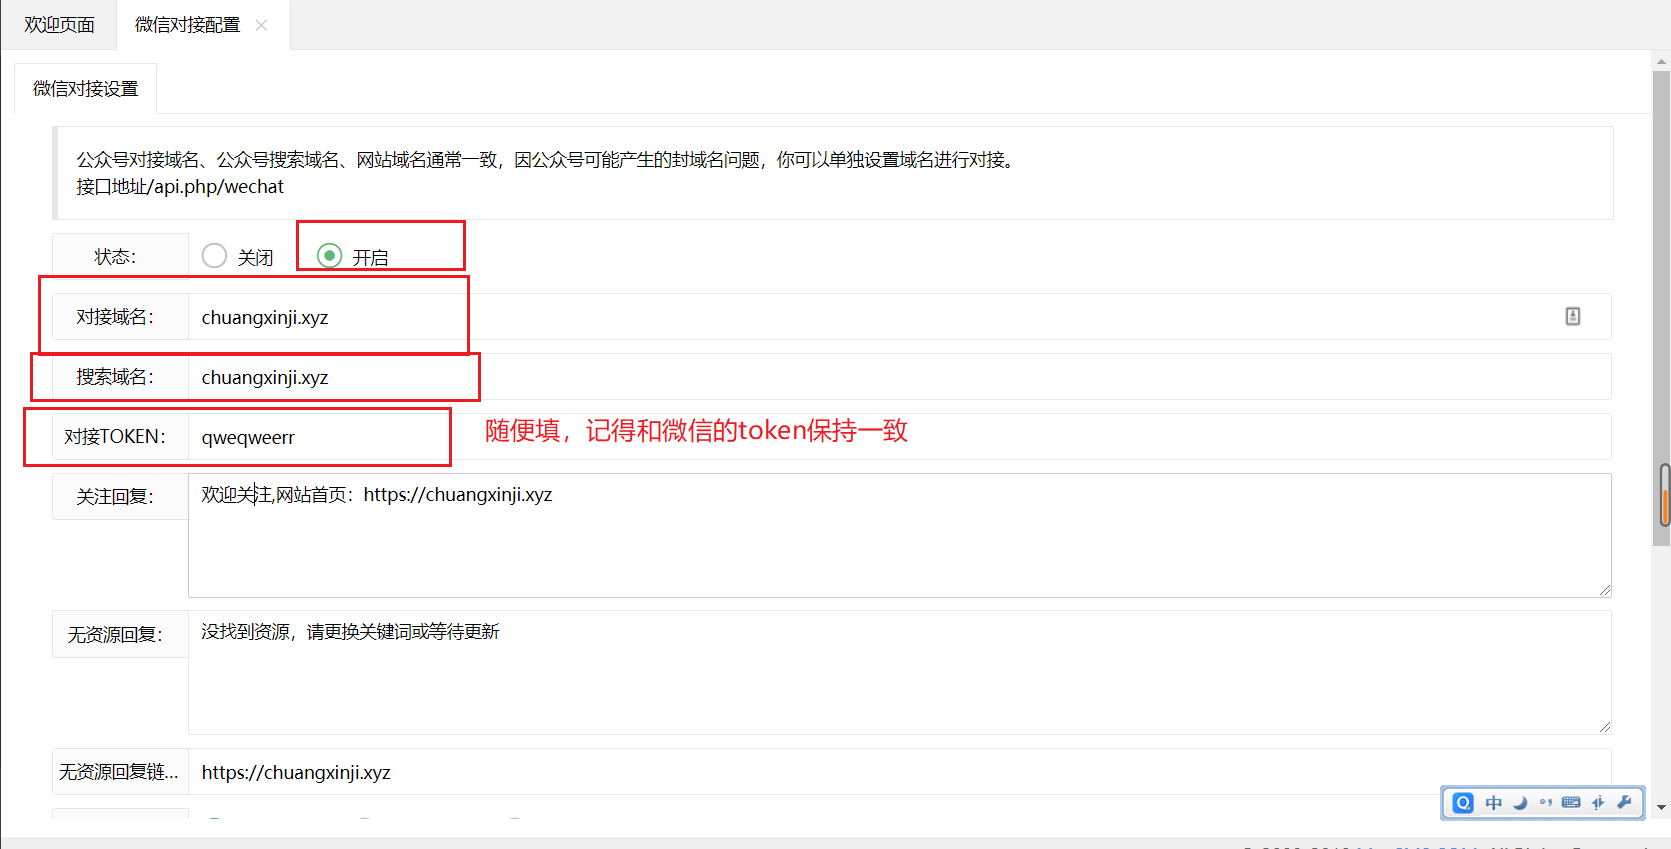 欢迎页面
微信对接配置
微信对接设置
公众号对接域名、公众号搜索域名、网站域名通常一致，因公众号可能产生的封域名问题，你可以单独设置域名进行对接。
接口地址/api.php/wechat
状态：
关闭
开启
对接域名：
chuangxinji.xyz
搜索域名：
chuangxinji.xyz
对接TOKEN：
qweqweerr
随便填，记得和微信的token保持一致
关注回复：
欢迎关注,网站首页：https://chuangxinji.xyz
无资源回复：
没找到资源，请更换关键词或等待更新
无资源回复链...
https://chuangxinji.xyz
中